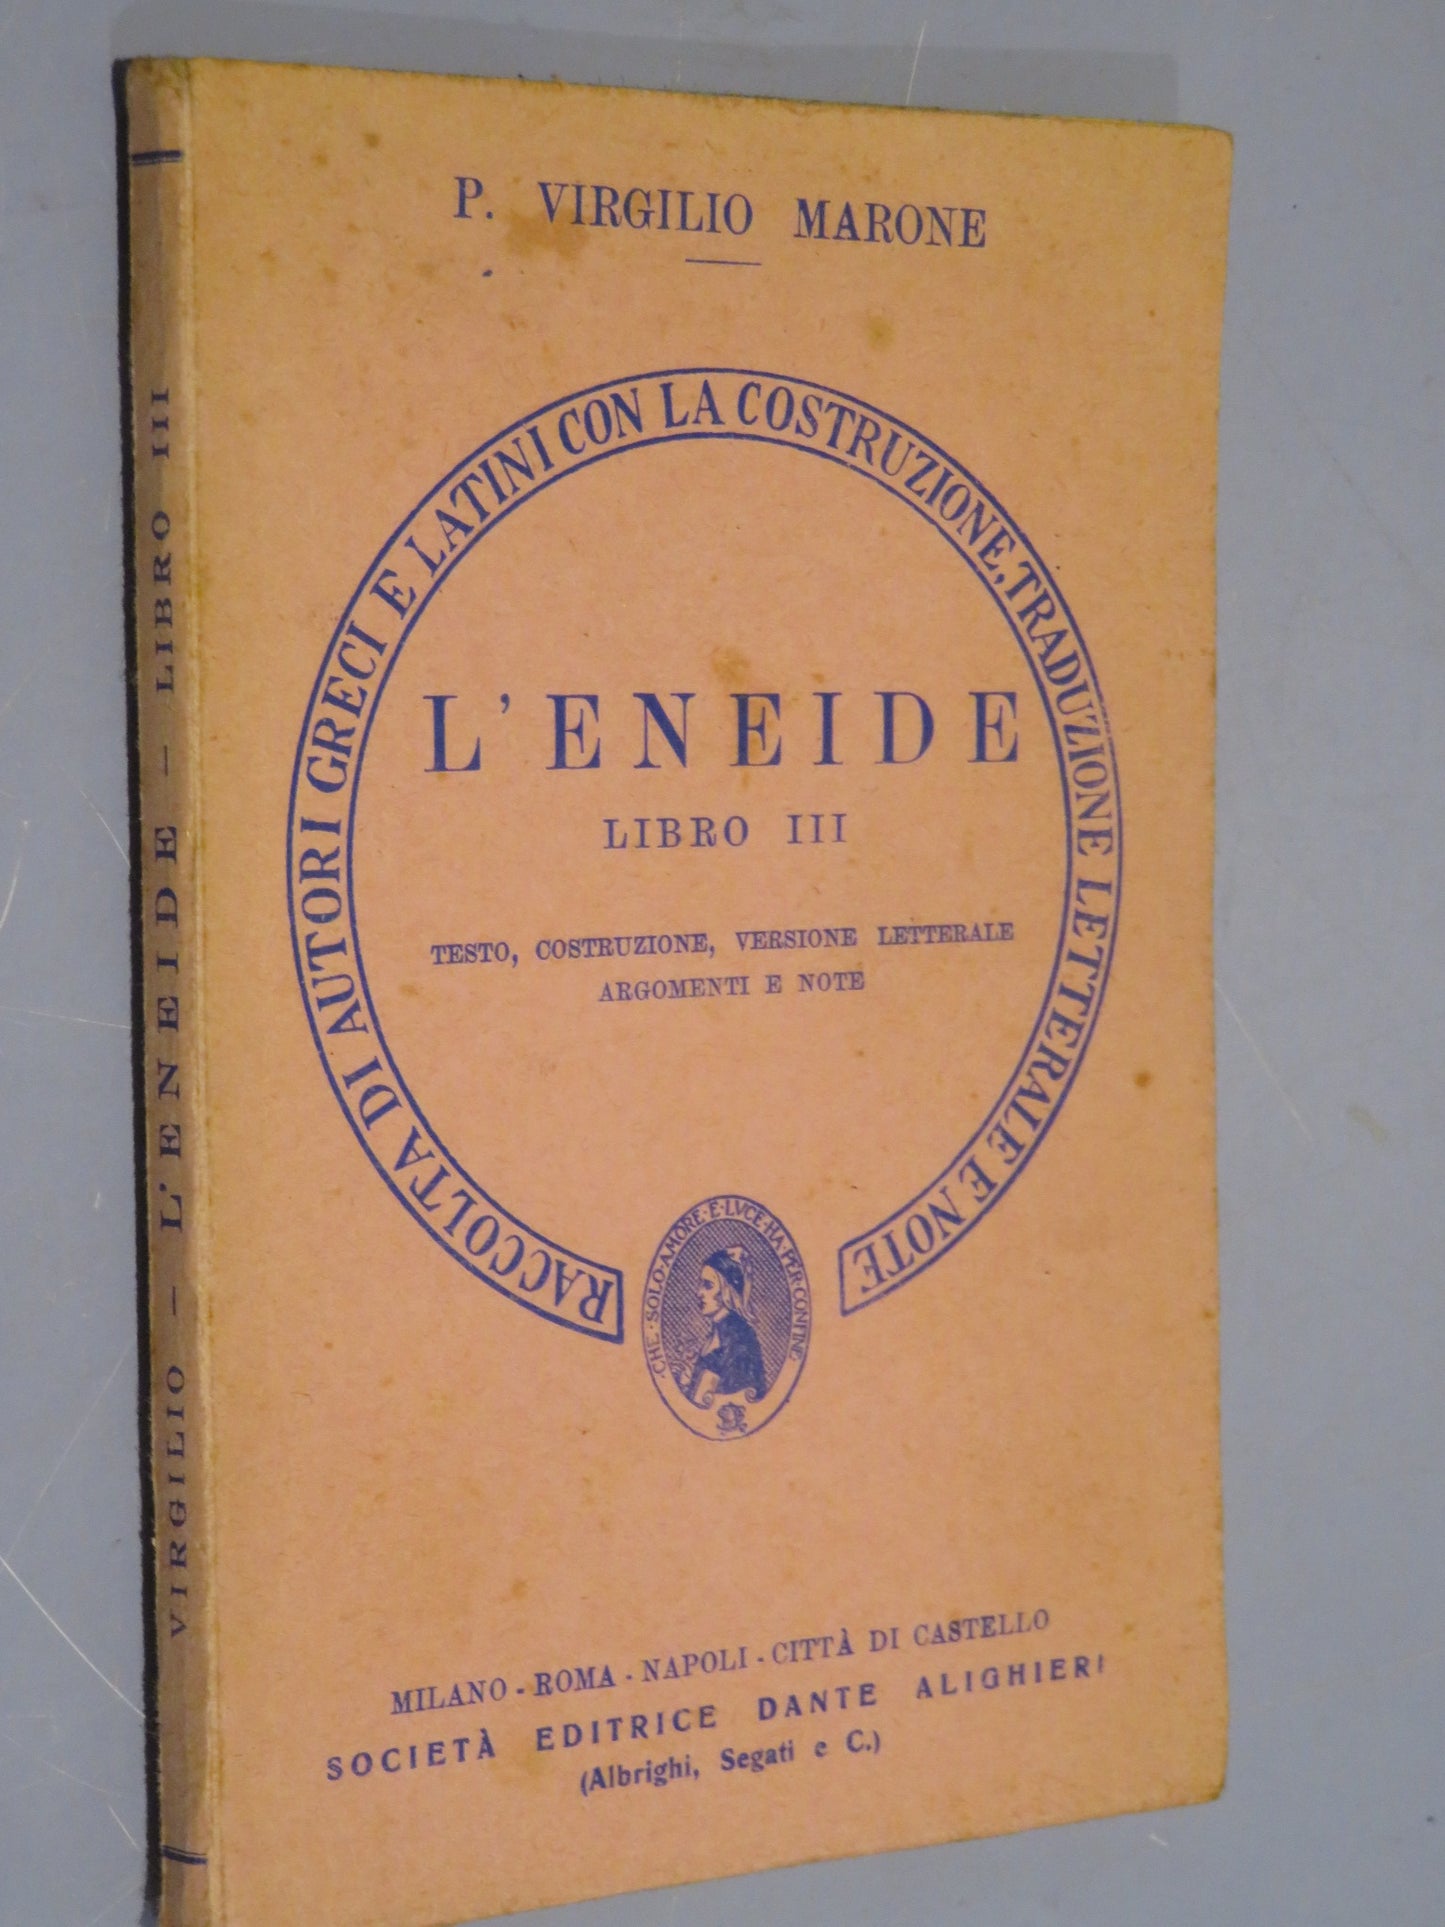 P. VIRGILIO MARONE
RACCOLTA DI AUTORI GRECI E LATINI CON LA COSTRUZIONE, TRADUZIONE LETTERALE E NOTE
L'ENEIDE
LIBRO III
TESTO, COSTRUZIONE, VERSIONE LETTERALE
ARGOMENTI E NOTE
CHE·SOLO·AMORE·E·LVCE·HA·PER·CONFINE
MILANO - ROMA - NAPOLI - CITTÀ DI CASTELLO
SOCIETÀ EDITRICE DANTE ALIGHIERI
(Albrighi, Segati e C.)
VIRGILIO — L'ENEIDE — LIBRO III